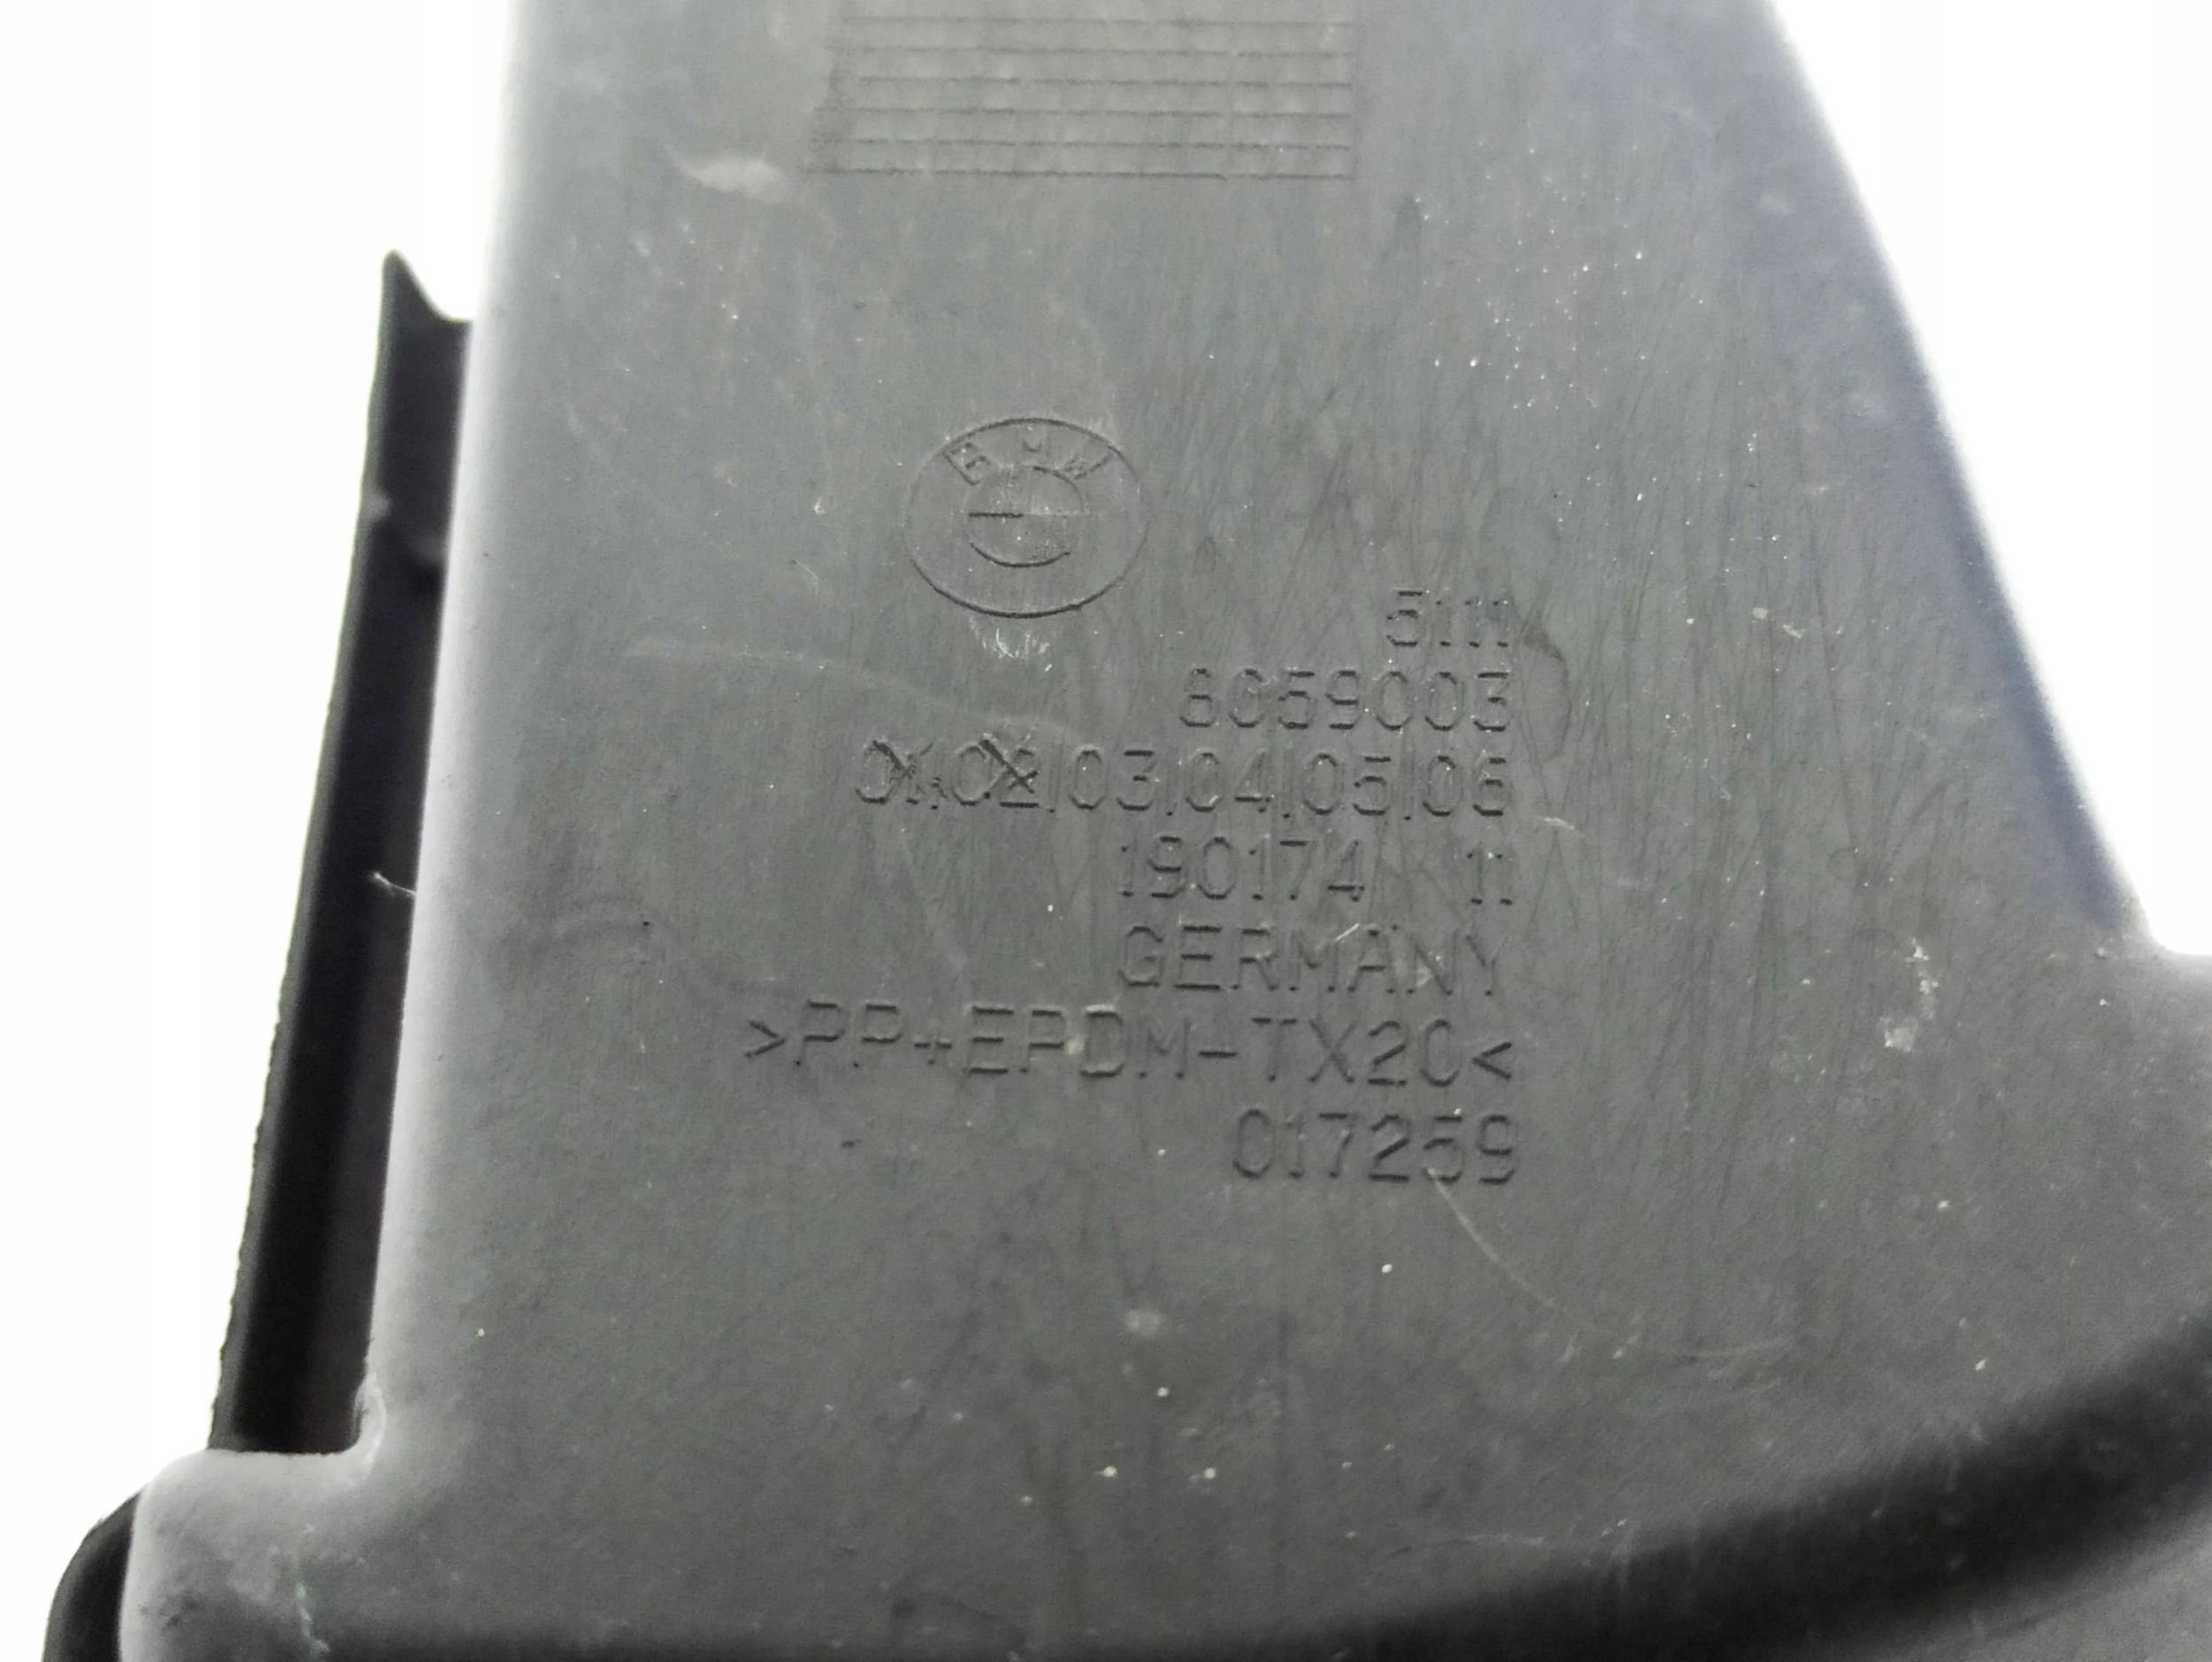 BMW
5111
8059003
01|02|03|04|05|06
190174 11
GERMANY
>PP+EPDM-TX20<
017259